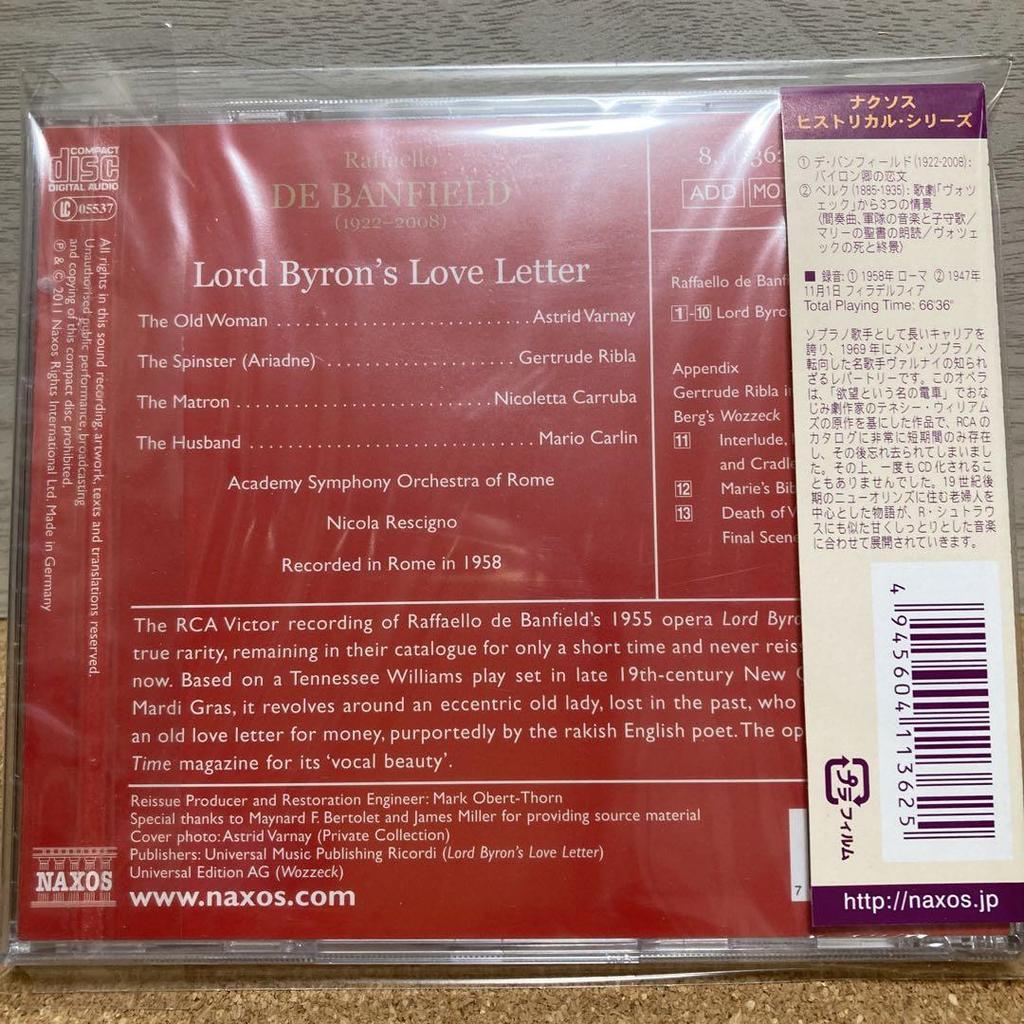 COMPACT
disc
DIGITAL AUDIO
LC 05537
All rights in this sound recording, artwork, texts and translations reserved.
Unauthorised public performance, broadcasting
and copying of this compact disc prohibited.
℗ & © 2011 Naxos Rights International Ltd. Made in Germany
NAXOS
Raffaello
DE BANFIELD
(1922–2008)
Lord Byron's Love Letter
The Old Woman ............................ Astrid Varnay
The Spinster (Ariadne) .................... Gertrude Ribla
The Matron .............................. Nicoletta Carruba
The Husband .............................. Mario Carlin
Academy Symphony Orchestra of Rome
Nicola Rescigno
Recorded in Rome in 1958
ADD MO
Raffaello de Banf
1-10 Lord Byro
Appendix
Gertrude Ribla i
Berg's Wozzeck
11 Interlude,
and Cradle
12 Marie's Bib
13 Death of
Final Scene
The RCA Victor recording of Raffaello de Banfield's 1955 opera Lord Byro
true rarity, remaining in their catalogue for only a short time and never reis
now. Based on a Tennessee Williams play set in late 19th-century New
Mardi Gras, it revolves around an eccentric old lady, lost in the past, who
an old love letter for money, purportedly by the rakish English poet. The op
Time magazine for its 'vocal beauty'.
Reissue Producer and Restoration Engineer: Mark Obert-Thorn
Special thanks to Maynard F. Bertolet and James Miller for providing source material
Cover photo: Astrid Varnay (Private Collection)
Publishers: Universal Music Publishing Ricordi (Lord Byron's Love Letter)
Universal Edition AG (Wozzeck)
www.naxos.com
7
ナクソス
ヒストリカル・シリーズ
① デ・バンフィールド(1922-2008):
バイロン卿の恋文
② ベルク(1885-1935): 歌劇「ヴォツ
ェック」から3つの情景
(間奏曲、軍隊の音楽と子守歌/
マリーの聖書の朗読/ヴォツェ
ックの死と終景)
■ 録音: ① 1958年 ローマ ② 1947年
11月1日 フィラデルフィア
Total Playing Time: 66'36"
ソプラノ歌手として長いキャリアを
誇り、1969年にメゾ・ソプラノへ
転向した名歌手ヴァルナイの知られ
ざるレパートリーです。このオペラ
は、「欲望という名の電車」でおな
じみ劇作家のテネシー・ウィリアム
ズの原作を基にした作品で、RCAの
カタログに非常に短期間のみ存在
し、その後忘れ去られてしまいまし
た。その上、一度もCD化されるこ
ともありませんでした。19世紀後
期のニューオリンズに住む老婦人を
中心とした物語が、R・シュトラウ
スにも似た甘くしっとりとした音楽
に合わせて展開されていきます。
4 945604 113625
プラ
フィルム
http://naxos.jp